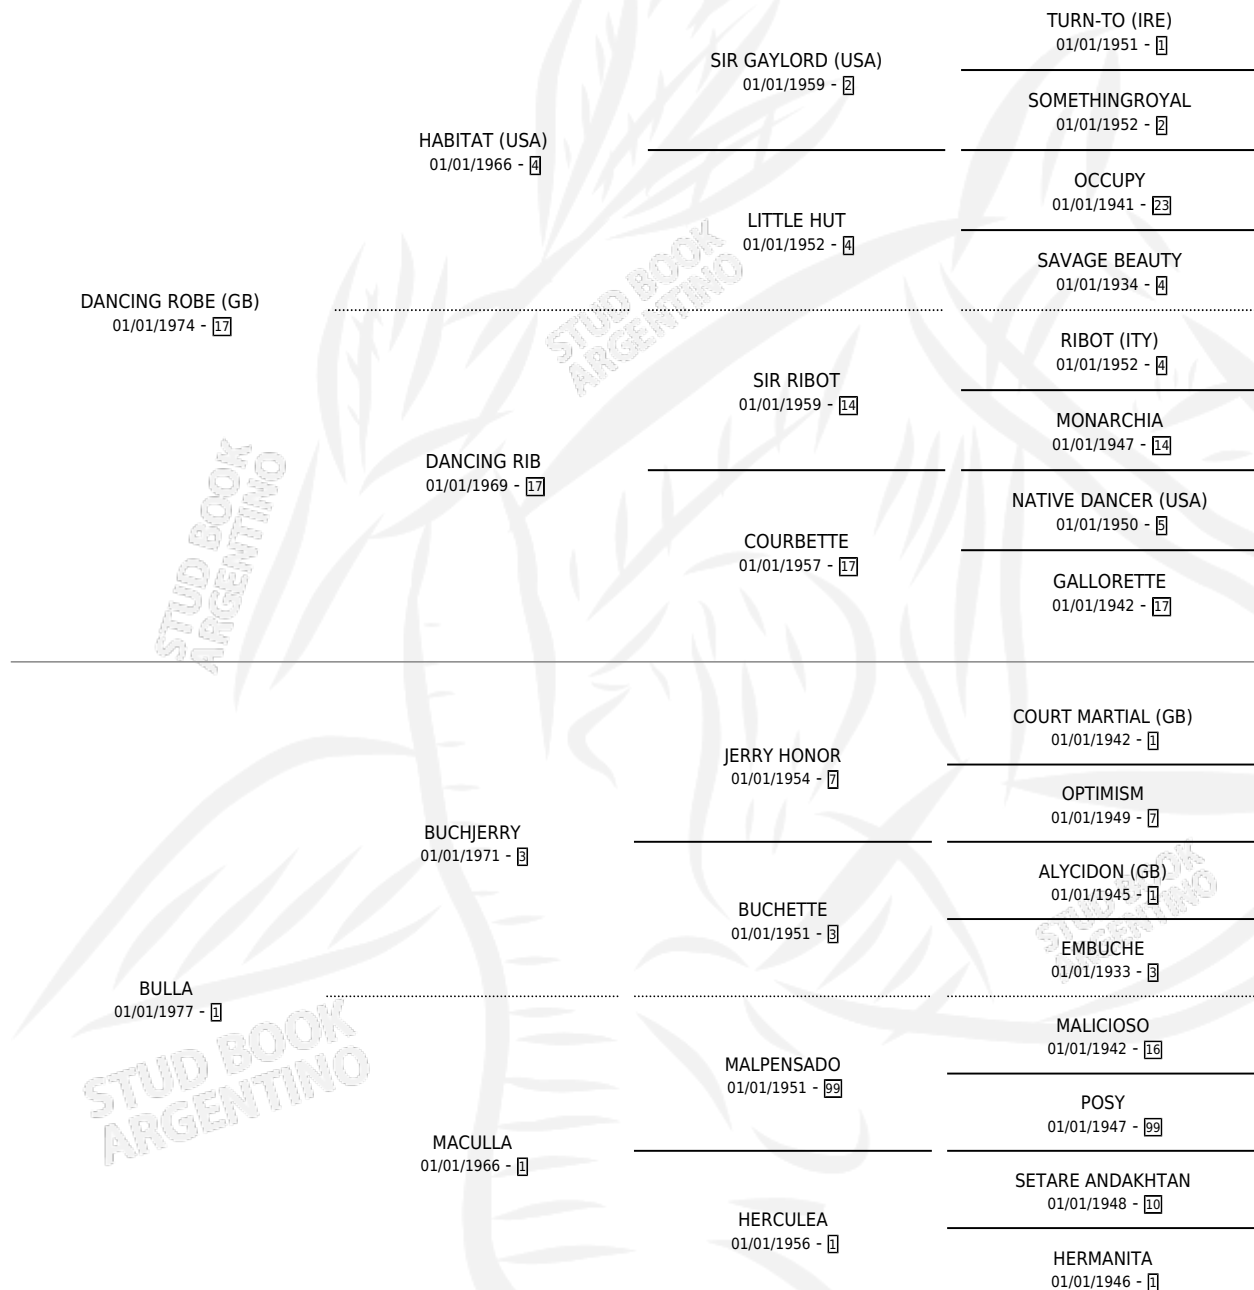 TURN-TO (IRE)
01/01/1951 - 1
SIR GAYLORD (USA)
01/01/1959 - 2
SOMETHINGROYAL
01/01/1952 - 2
HABITAT (USA)
01/01/1966 - 4
OCCUPY
01/01/1941 - 23
LITTLE HUT
01/01/1952 - 4
SAVAGE BEAUTY
01/01/1934 - 4
DANCING ROBE (GB)
01/01/1974 - 17
RIBOT (ITY)
01/01/1952 - 4
SIR RIBOT
01/01/1959 - 14
MONARCHIA
01/01/1947 - 14
DANCING RIB
01/01/1969 - 17
NATIVE DANCER (USA)
01/01/1950 - 5
COURBETTE
01/01/1957 - 17
GALLORETTE
01/01/1942 - 17
COURT MARTIAL (GB)
01/01/1942 - 1
JERRY HONOR
01/01/1954 - 7
OPTIMISM
01/01/1949 - 7
BUCHJERRY
01/01/1971 - 3
ALYCIDON (GB)
01/01/1945 - 1
BUCHETTE
01/01/1951 - 3
EMBUCHE
01/01/1933 - 3
BULLA
01/01/1977 - 1
MALICIOSO
01/01/1942 - 16
MALPENSADO
01/01/1951 - 99
POSY
01/01/1947 - 99
MACULLA
01/01/1966 - 1
SETARE ANDAKHTAN
01/01/1948 - 10
HERCULEA
01/01/1956 - 1
HERMANITA
01/01/1946 - 1
STUD BOOK
ARGENTINO
STUD BOOK
ARGENTINO
STUD BOOK
ARGENTINO
STUD BOOK
ARGENTINO